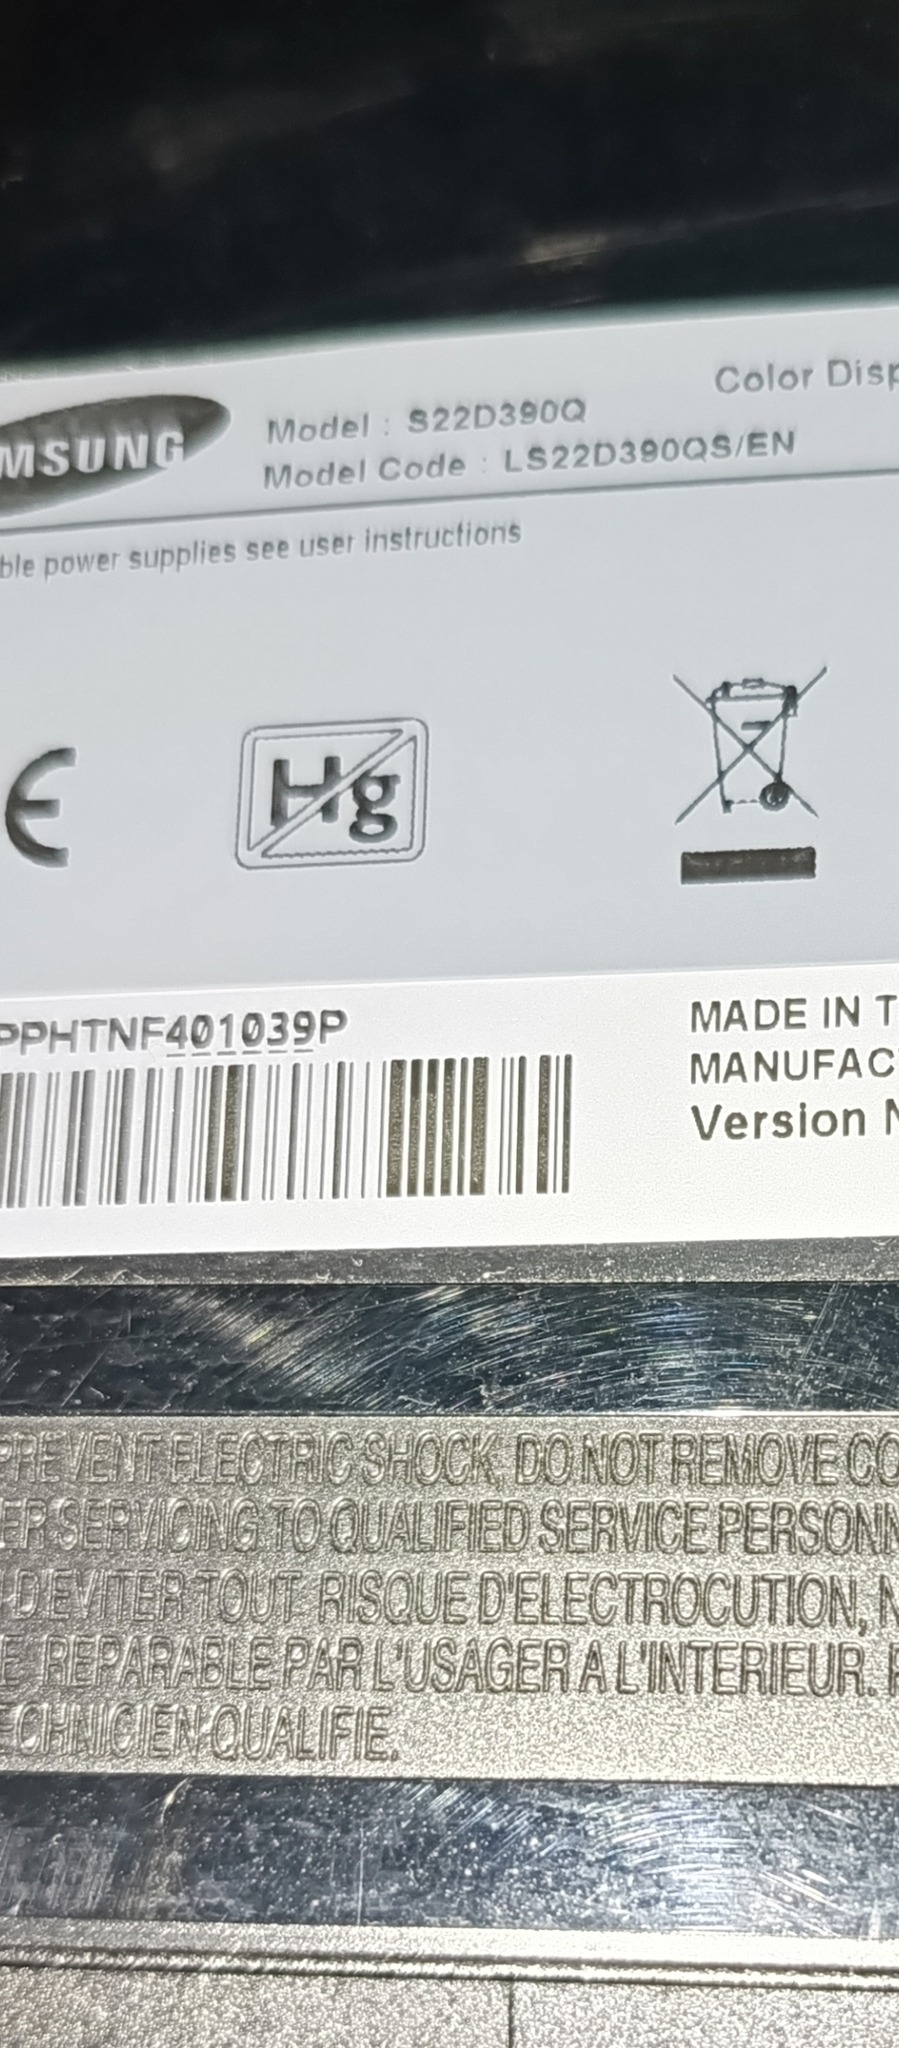 MSUNG
Model : S22D390Q
Color Disp
Model Code : LS22D390QS/EN
ble power supplies see user instructions
CE
Hg
PPHTNF401039P
MADE IN T
MANUFAC
Version N
PREVENT ELECTRIC SHOCK, DO NOT REMOVE CO
ER SERVICING TO QUALIFIED SERVICE PERSONN
D'EVITER TOUT RISQUE D'ELECTROCUTION, N
E REPARABLE PAR L'USAGER A L'INTERIEUR. P
ECHNICIEN QUALIFIE.